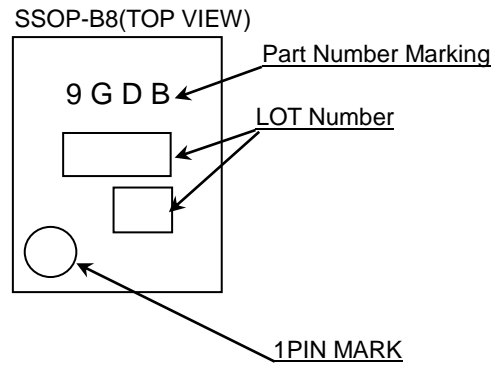 SSOP-B8(TOP VIEW)
Part Number Marking
9 G D B
LOT Number
1PIN MARK